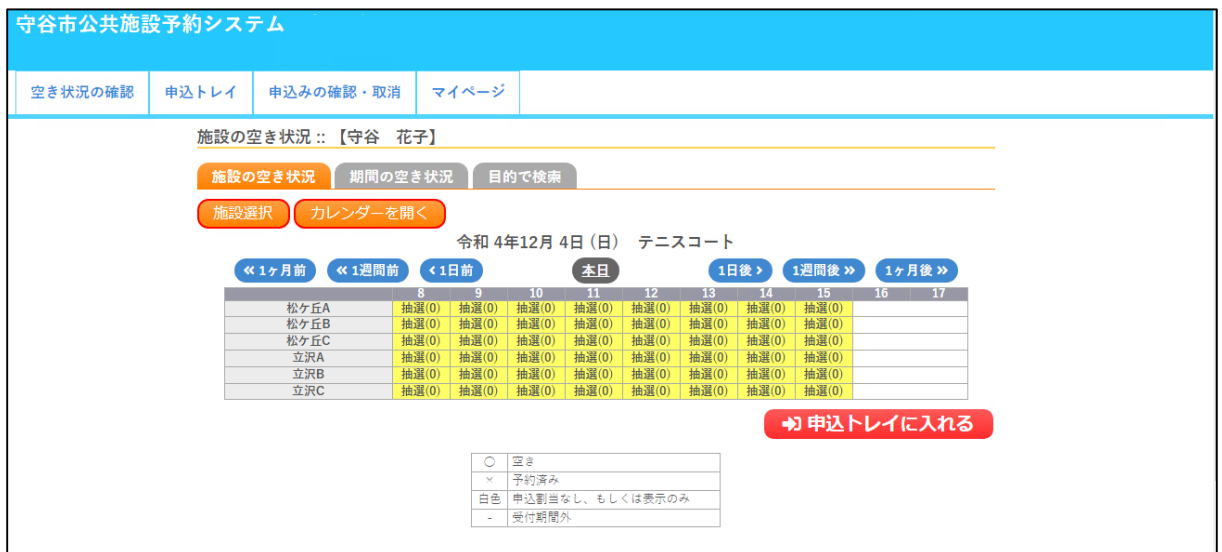 守谷市公共施設予約システム
空き状況の確認 申込トレイ 申込みの確認・取消 マイページ
施設の空き状況 :: 【守谷　花子】
施設の空き状況 期間の空き状況 目的で検索
施設選択 カレンダーを開く
令和 4年12月 4日 (日)　テニスコート
≪ 1ヶ月前 ≪ 1週間前 < 1日前 本日 1日後 > 1週間後 ≫ 1ヶ月後 ≫
8 9 10 11 12 13 14 15 16 17
松ケ丘A 抽選(0) 抽選(0) 抽選(0) 抽選(0) 抽選(0) 抽選(0) 抽選(0) 抽選(0)
松ケ丘B 抽選(0) 抽選(0) 抽選(0) 抽選(0) 抽選(0) 抽選(0) 抽選(0) 抽選(0)
松ケ丘C 抽選(0) 抽選(0) 抽選(0) 抽選(0) 抽選(0) 抽選(0) 抽選(0) 抽選(0)
立沢A 抽選(0) 抽選(0) 抽選(0) 抽選(0) 抽選(0) 抽選(0) 抽選(0) 抽選(0)
立沢B 抽選(0) 抽選(0) 抽選(0) 抽選(0) 抽選(0) 抽選(0) 抽選(0) 抽選(0)
立沢C 抽選(0) 抽選(0) 抽選(0) 抽選(0) 抽選(0) 抽選(0) 抽選(0) 抽選(0)
申込トレイに入れる
○ 空き
× 予約済み
白色 申込割当なし、もしくは表示のみ
- 受付期間外